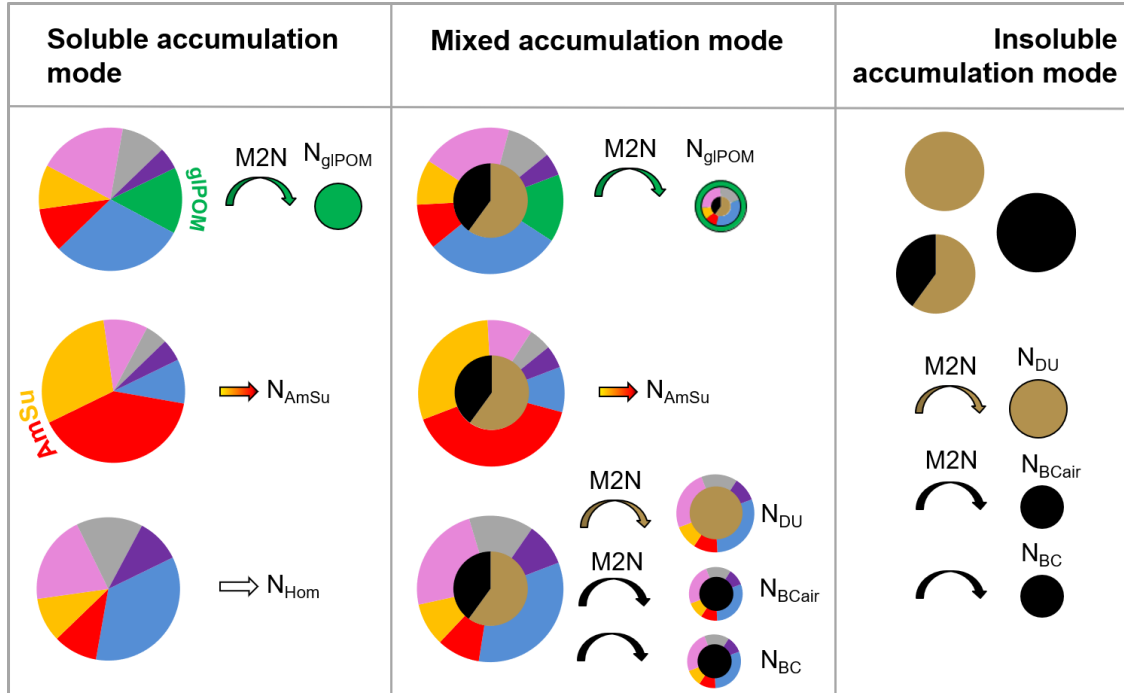 Soluble accumulation
mode
Mixed accumulation mode
Insoluble
accumulation mode
M2N
NglPOM
glPOM
M2N
NglPOM
AmSu
NAmSu
NAmSu
M2N
NDU
M2N
NBCair
NBC
NHom
M2N
NDU
M2N
NBCair
NBC